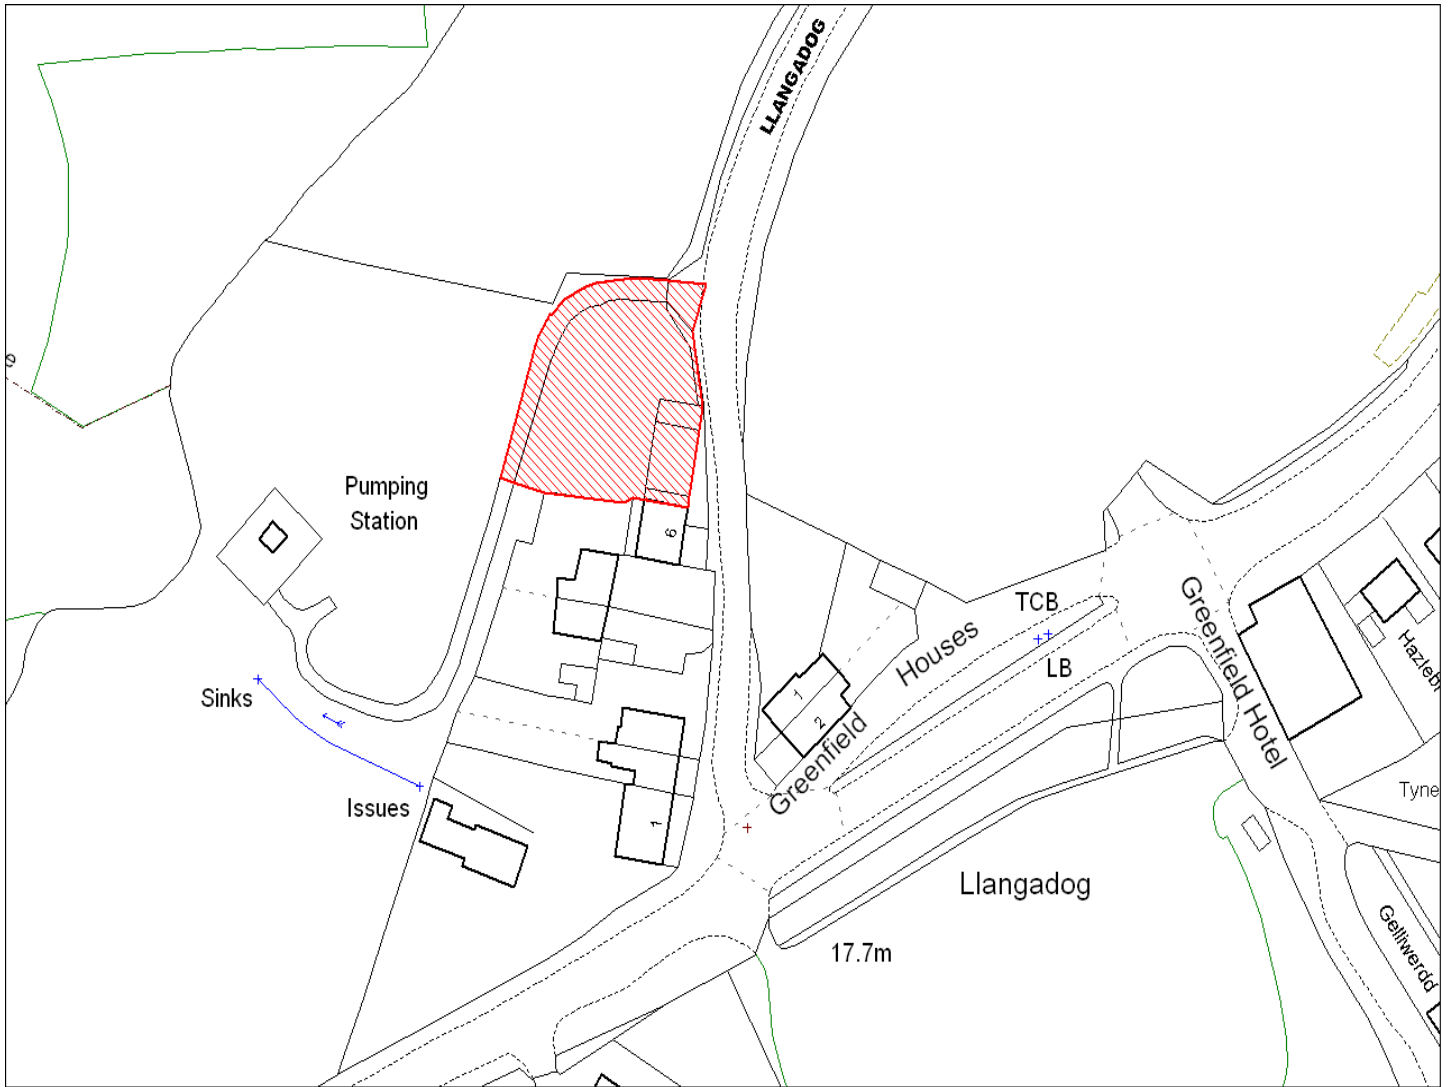 LLANGADOG
Pumping
Station
6
TCB
Houses
LB
Greenfield Hotel
Sinks
1
2
Greenfield
Issues
1
Tyne
Llangadog
17.7m
Gelliwerdd